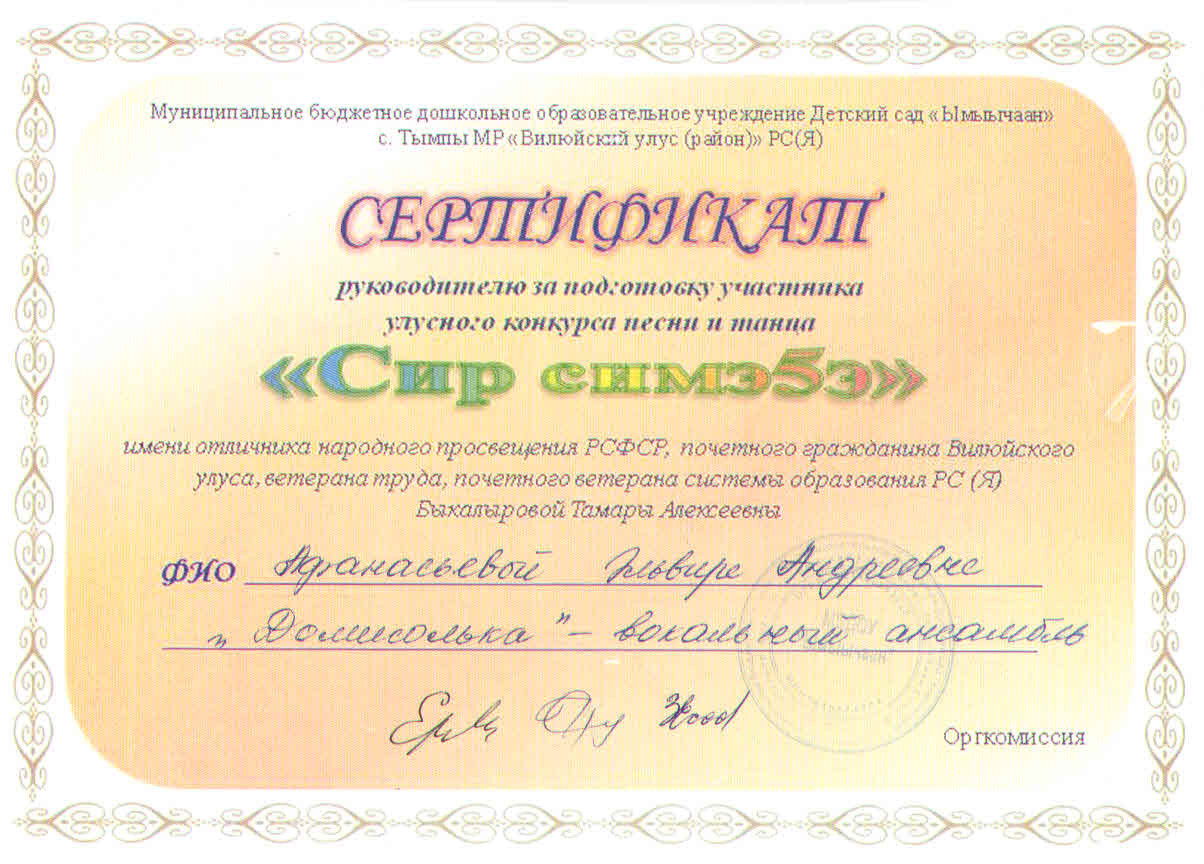 Муниципальное бюджетное дошкольное образовательное учреждение Детский сад «Ымыычаан»
с. Тымпы МР «Вилюйский улус (район)» РС(Я)
СЕРТИФИКАТ
руководителю за подготовку участника
улусного конкурса песни и танца
«Сир симэ5э»
имени отличника народного просвещения РСФСР, почетного гражданина Вилюйского
улуса, ветерана труда, почетного ветерана системы образования РС (Я)
Быкалыровой Тамары Алексеевны
ФИО Афанасьевой Эльвире Андреевне
„Домисолька" – вокальный ансамбль
Оргкомиссия